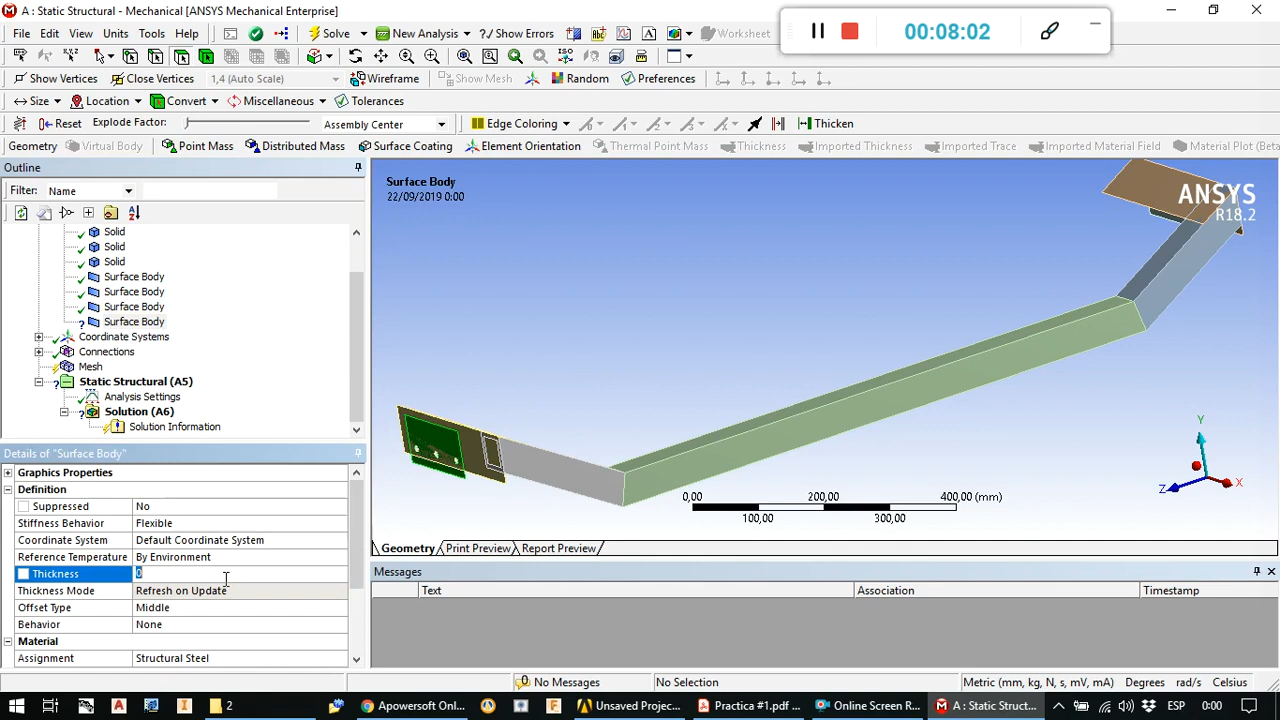 A : Static Structural - Mechanical [ANSYS Mechanical Enterprise]
00:08:02
File Edit View Units Tools Help Solve New Analysis ?/ Show Errors Worksheet
Show Vertices Close Vertices 1,4 (Auto Scale) Wireframe Show Mesh Random Preferences
Size Location Convert Miscellaneous Tolerances
Reset Explode Factor: Assembly Center Edge Coloring Thicken
Geometry Virtual Body Point Mass Distributed Mass Surface Coating Element Orientation Thermal Point Mass Thickness Imported Thickness Imported Trace Imported Material Field Material Plot (Beta
Outline
Filter: Name
Solid
Solid
Solid
Surface Body
Surface Body
Surface Body
Surface Body
Coordinate Systems
Connections
Mesh
Static Structural (A5)
Analysis Settings
Solution (A6)
Solution Information
Details of "Surface Body"
Graphics Properties
Definition
Suppressed No
Stiffness Behavior Flexible
Coordinate System Default Coordinate System
Reference Temperature By Environment
Thickness 0
Thickness Mode Refresh on Update
Offset Type Middle
Behavior None
Material
Assignment Structural Steel
Surface Body
22/09/2019 0:00
ANSYS
R18.2
0,00 200,00 400,00 (mm)
100,00 300,00
Y
X
Z
Geometry Print Preview Report Preview
Messages
Text Association Timestamp
0 No Messages No Selection Metric (mm, kg, N, s, mV, mA) Degrees rad/s Celsius
2 Apowersoft Onl... Unsaved Projec... Practica #1.pdf ... Online Screen R... A : Static Struct... ESP 0:00